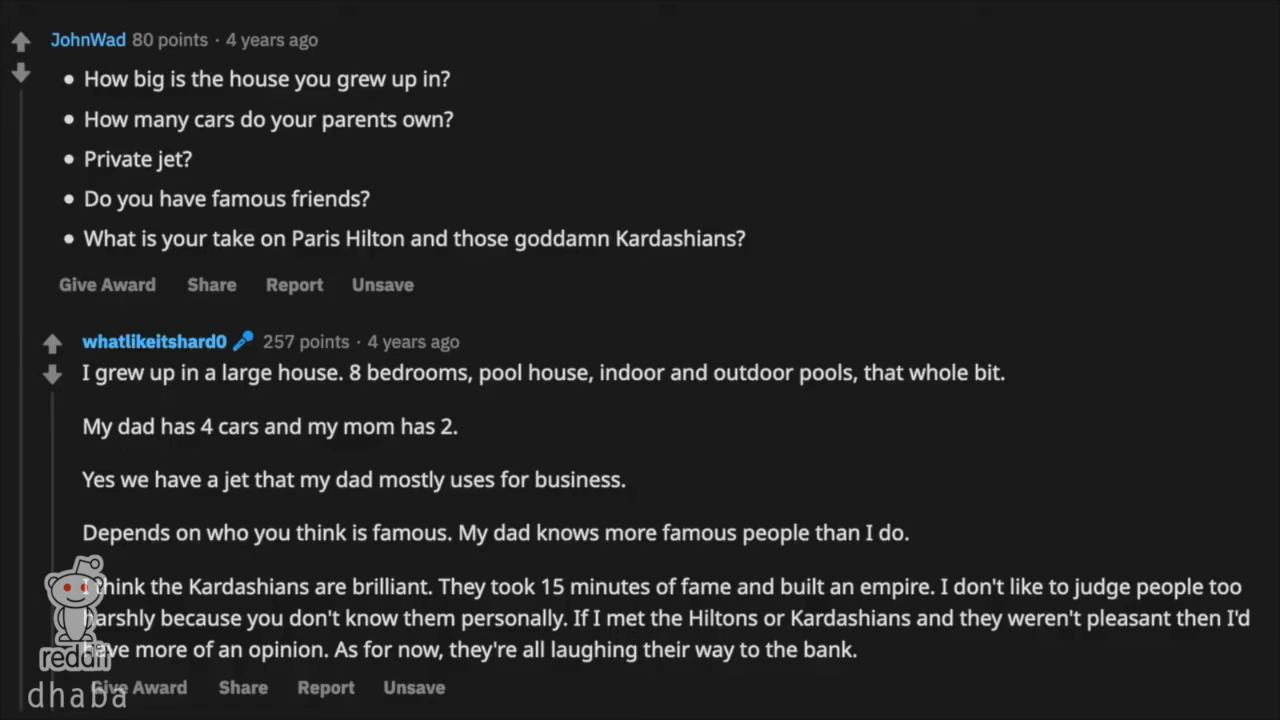 JohnWad 80 points · 4 years ago
• How big is the house you grew up in?
• How many cars do your parents own?
• Private jet?
• Do you have famous friends?
• What is your take on Paris Hilton and those goddamn Kardashians?
Give Award Share Report Unsave
whatlikeitshard0 257 points · 4 years ago
I grew up in a large house. 8 bedrooms, pool house, indoor and outdoor pools, that whole bit.
My dad has 4 cars and my mom has 2.
Yes we have a jet that my dad mostly uses for business.
Depends on who you think is famous. My dad knows more famous people than I do.
I think the Kardashians are brilliant. They took 15 minutes of fame and built an empire. I don't like to judge people too
harshly because you don't know them personally. If I met the Hiltons or Kardashians and they weren't pleasant then I'd
have more of an opinion. As for now, they're all laughing their way to the bank.
Give Award Share Report Unsave
reddit
dhaba